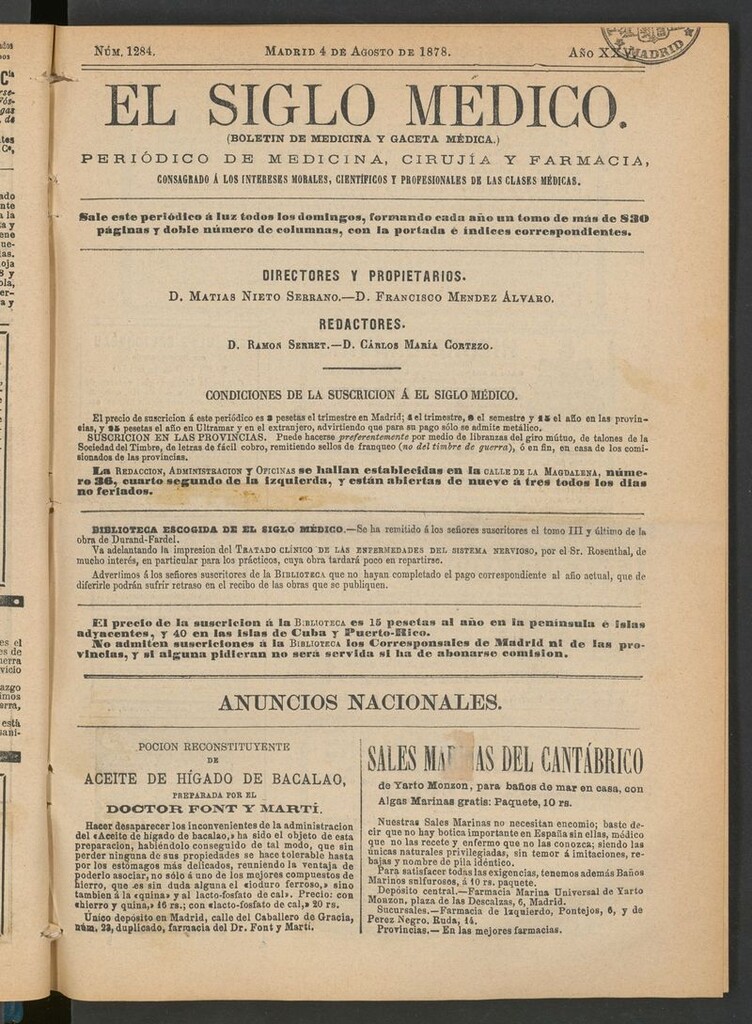 NÚM. 1284.
MADRID 4 DE AGOSTO DE 1878.
AÑO XXV.
MADRID
EL SIGLO MÉDICO.
(BOLETIN DE MEDICINA Y GACETA MÉDICA.)
PERIÓDICO DE MEDICINA, CIRUJÍA Y FARMACIA,
CONSAGRADO Á LOS INTERESES MORALES, CIENTÍFICOS Y PROFESIONALES DE LAS CLASES MÉDICAS.
Sale este periódico á luz todos los domingos, formando cada año un tomo de más de 830
páginas y doble número de columnas, con la portada é índices correspondientes.
DIRECTORES Y PROPIETARIOS.
D. MATIAS NIETO SERRANO.—D. FRANCISCO MENDEZ ÁLVARO.
REDACTORES.
D. RAMON SERRET.—D. CÁRLOS MARÍA CORTEZO.
CONDICIONES DE LA SUSCRICION Á EL SIGLO MÉDICO.
El precio de suscricion á este periódico es 3 pesetas el trimestre en Madrid; 4 el trimestre, 8 el semestre y 15 el año en las provin-
cias, y 25 pesetas el año en Ultramar y en el extranjero, advirtiendo que para su pago sólo se admite metálico.
SUSCRICION EN LAS PROVINCIAS. Puede hacerse preferentemente por medio de libranzas del giro mútuo, de talones de la
Sociedad del Timbre, de letras de fácil cobro, remitiendo sellos de franqueo (no del timbre de guerra), ó en fin, en casa de los comi-
sionados de las provincias.
La REDACCION, ADMINISTRACION Y OFICINAS se hallan establecidas en la CALLE DE LA MAGDALENA, núme-
ro 36, cuarto segundo de la izquierda, y están abiertas de nueve á tres todos los dias
no feriados.
BIBLIOTECA ESCOGIDA DE EL SIGLO MÉDICO.—Se ha remitido á los señores suscritores el tomo III y último de la
obra de Durand-Fardel.
Va adelantando la impresion del TRATADO CLÍNICO DE LAS ENFERMEDADES DEL SISTEMA NERVIOSO, por el Sr. Rosenthal, de
mucho interés, en particular para los prácticos, cuya obra tardará poco en repartirse.
Advertimos á los señores suscritores de la BIBLIOTECA que no hayan completado el pago correspondiente al año actual, que de
diferirle podrán sufrir retraso en el recibo de las obras que se publiquen.
El precio de la suscricion á la BIBLIOTECA es 15 pesetas al año en la península é islas
adyacentes, y 40 en las islas de Cuba y Puerto-Rico.
No admiten suscriciones á la BIBLIOTECA los Corresponsales de Madrid ni de las pro-
vincias, y si alguna pidieran no será servida si ha de abonarse comision.
ANUNCIOS NACIONALES.
POCION RECONSTITUYENTE
DE
ACEITE DE HÍGADO DE BACALAO,
PREPARADA POR EL
DOCTOR FONT Y MARTÍ.
Hacer desaparecer los inconvenientes de la administracion
del «Aceite de hígado de bacalao,» ha sido el objeto de esta
preparacion, habiéndolo conseguido de tal modo, que sin
perder ninguna de sus propiedades se hace tolerable hasta
por los estómagos más delicados, reuniendo la ventaja de
poderlo asociar, no sólo á uno de los mejores compuestos de
hierro, que es sin duda alguna el «ioduro ferroso,» sino
tambien á la «quina» y al lacto-fosfato de cal». Precio: con
«hierro y quina,» 16 rs.; con «lacto-fosfato de cal,» 20 rs.
Único depósito en Madrid, calle del Caballero de Gracia,
núm. 23, duplicado, farmacia del Dr. Font y Martí.
SALES MA AS DEL CANTÁBRICO
de Yarto Monzon, para baños de mar en casa, con
Algas Marinas gratis: Paquete, 10 rs.
Nuestras Sales Marinas no necesitan encomio; baste de-
cir que no hay botica importante en España sin ellas, médico
que no las recete y enfermo que no las conozca; siendo las
únicas naturales privilegiadas, sin temor á imitaciones, re-
bajas y nombre de pila idéntico.
Para satisfacer todas las exigencias, tenemos además Baños
Marinos sulfurosos, á 10 rs. paquete.
Depósito central.—Farmacia Marina Universal de Yarto
Monzon, plaza de las Descalzas, 6, Madrid.
Sucursales.—Farmacia de Izquierdo, Pontejos, 6, y de
Perez Negro, Ruda, 14.
Provincias.—En las mejores farmacias.